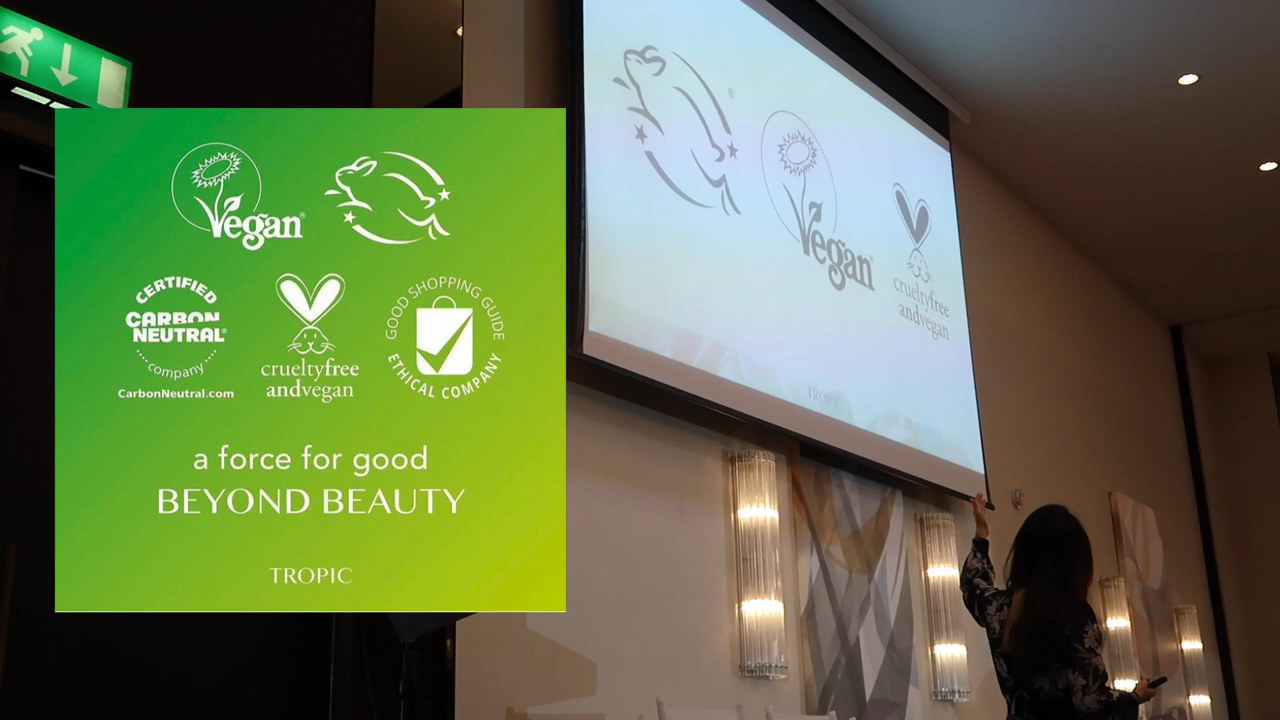 Vegan®
CERTIFIED
CARBON
NEUTRAL®
company
CarbonNeutral.com
crueltyfree
andvegan
GOOD SHOPPING GUIDE
ETHICAL COMPANY
a force for good
BEYOND BEAUTY
TROPIC
®
Vegan
crueltyfree
andvegan
TROPIC